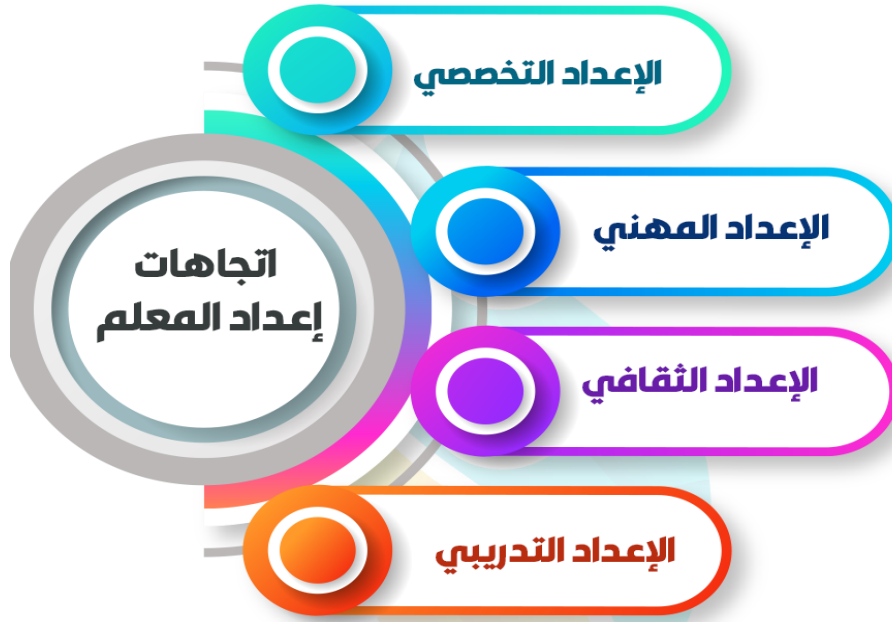 اتجاهات
إعداد المعلم
الإعداد التخصصي
الإعداد المهني
الإعداد الثقافي
الإعداد التدريبي